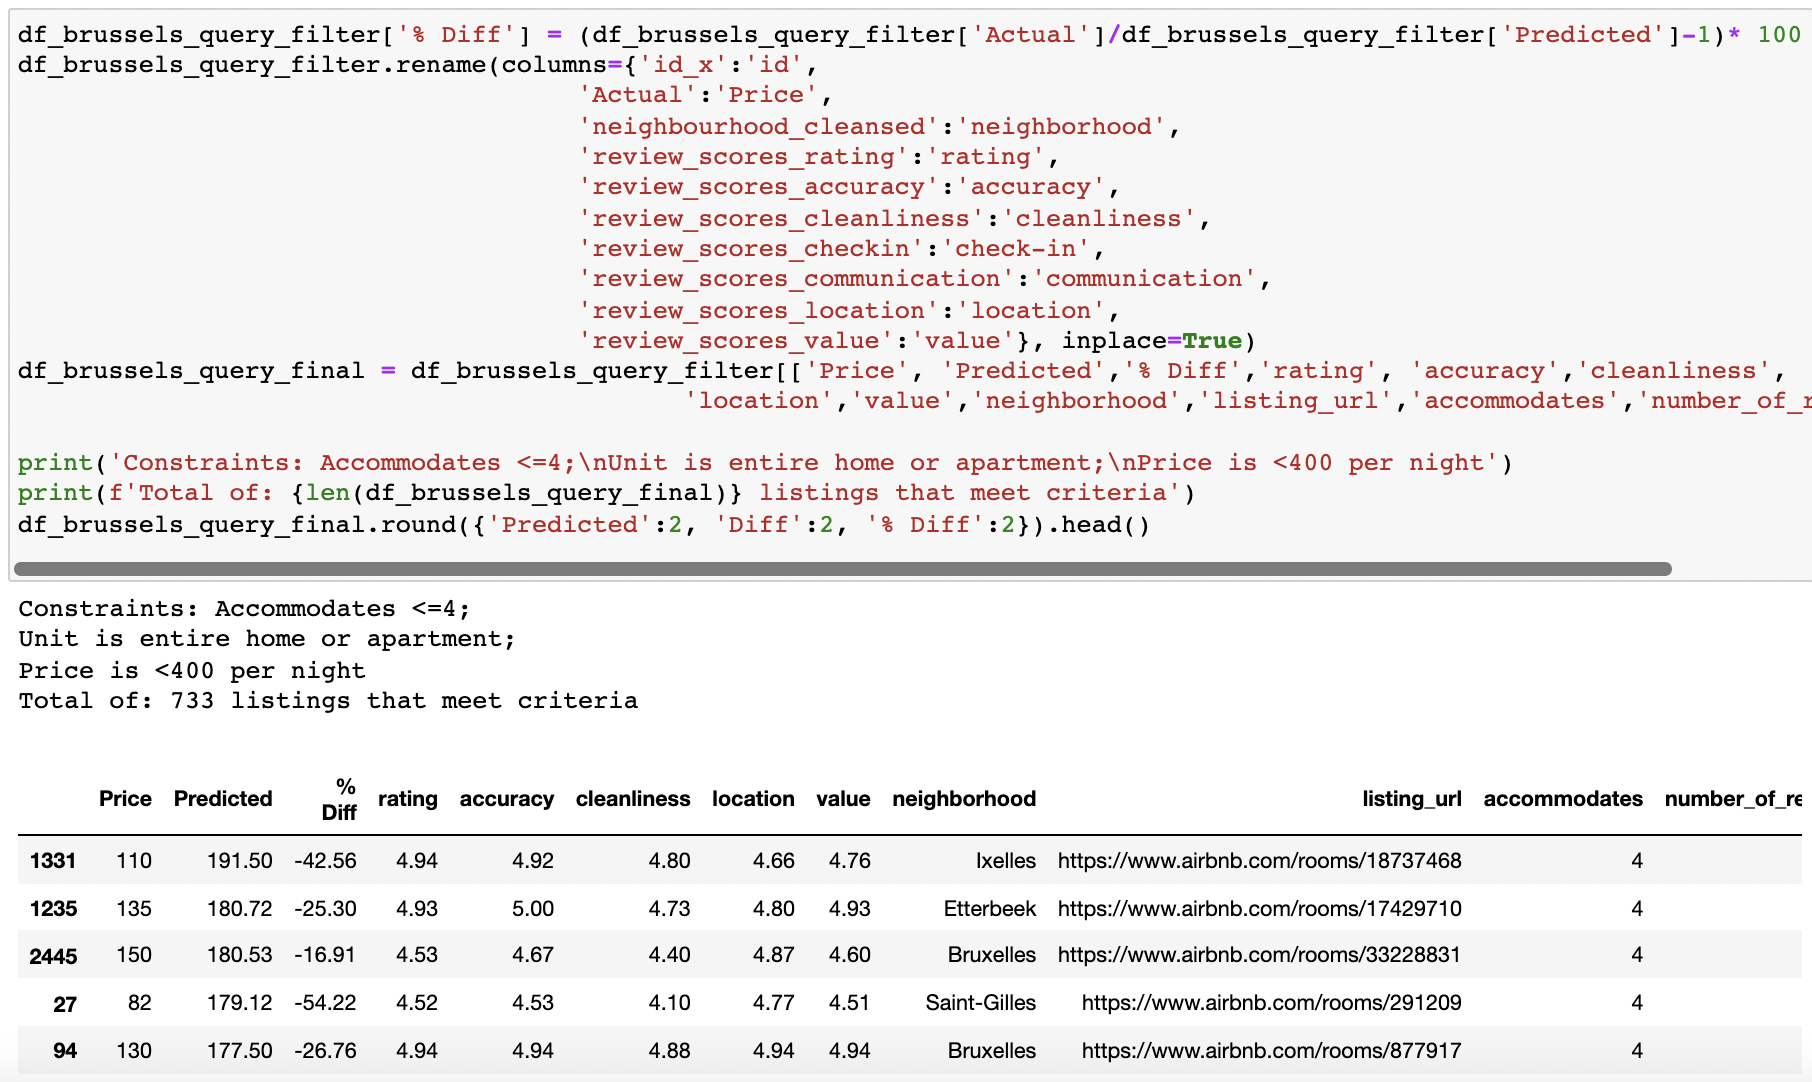 df_brussels_query_filter['% Diff'] = (df_brussels_query_filter['Actual']/df_brussels_query_filter['Predicted']-1)* 100
df_brussels_query_filter.rename(columns={'id_x':'id',
'Actual':'Price',
'neighbourhood_cleansed':'neighborhood',
'review_scores_rating':'rating',
'review_scores_accuracy':'accuracy',
'review_scores_cleanliness':'cleanliness',
'review_scores_checkin':'check-in',
'review_scores_communication':'communication',
'review_scores_location':'location',
'review_scores_value':'value'}, inplace=True)
df_brussels_query_final = df_brussels_query_filter[['Price', 'Predicted','% Diff','rating', 'accuracy','cleanliness',
'location','value','neighborhood','listing_url','accommodates','number_of_r
print('Constraints: Accommodates <=4;\nUnit is entire home or apartment;\nPrice is <400 per night')
print(f'Total of: {len(df_brussels_query_final)} listings that meet criteria')
df_brussels_query_final.round({'Predicted':2, 'Diff':2, '% Diff':2}).head()
Constraints: Accommodates <=4;
Unit is entire home or apartment;
Price is <400 per night
Total of: 733 listings that meet criteria
Price Predicted % Diff rating accuracy cleanliness location value neighborhood listing_url accommodates number_of_re
1331 110 191.50 -42.56 4.94 4.92 4.80 4.66 4.76 Ixelles https://www.airbnb.com/rooms/18737468 4
1235 135 180.72 -25.30 4.93 5.00 4.73 4.80 4.93 Etterbeek https://www.airbnb.com/rooms/17429710 4
2445 150 180.53 -16.91 4.53 4.67 4.40 4.87 4.60 Bruxelles https://www.airbnb.com/rooms/33228831 4
27 82 179.12 -54.22 4.52 4.53 4.10 4.77 4.51 Saint-Gilles https://www.airbnb.com/rooms/291209 4
94 130 177.50 -26.76 4.94 4.94 4.88 4.94 4.94 Bruxelles https://www.airbnb.com/rooms/877917 4